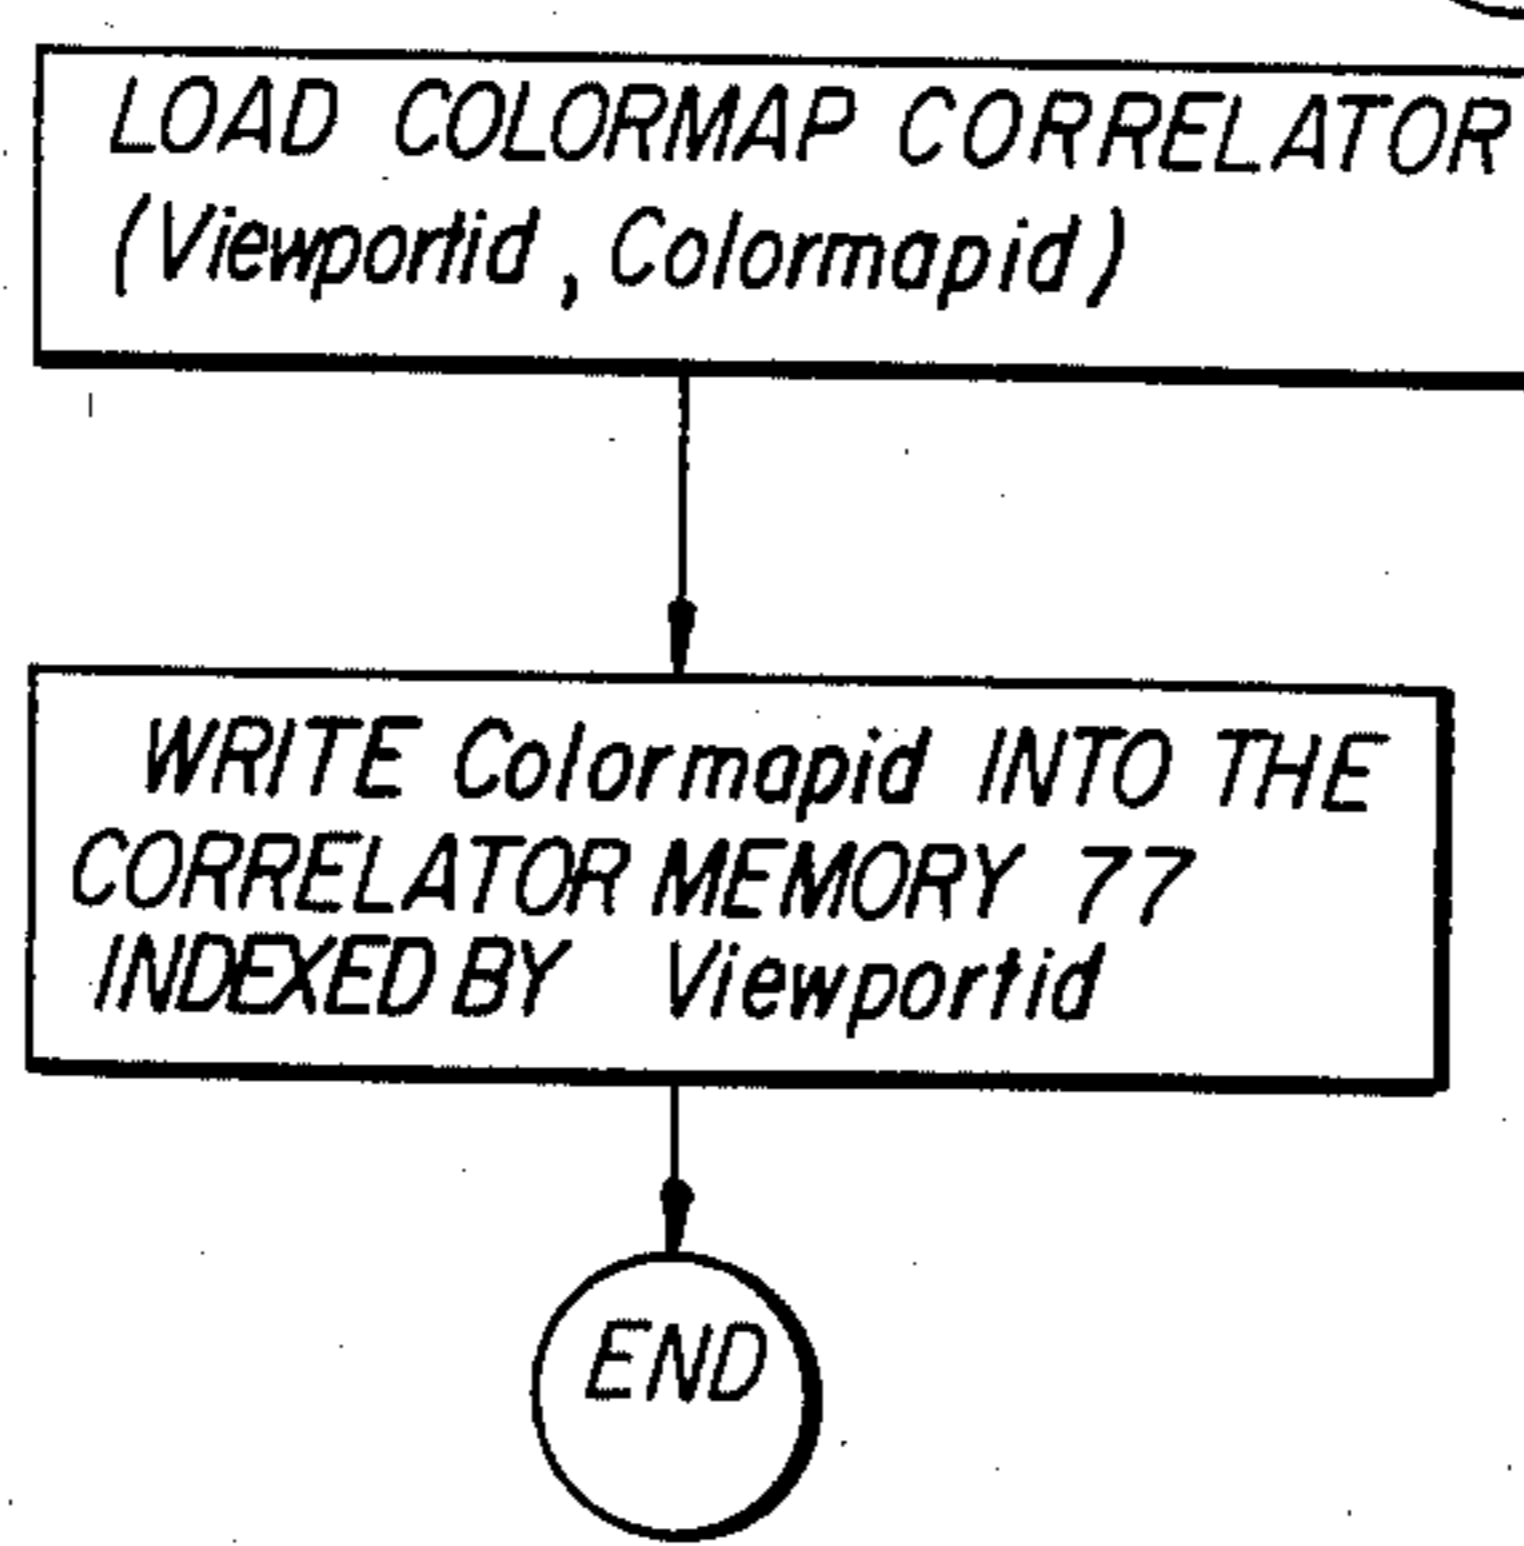 LOAD COLORMAP CORRELATOR
(Viewportid, Colormapid)
WRITE Colormapid INTO THE
CORRELATOR MEMORY 77
INDEXED BY Viewportid
END